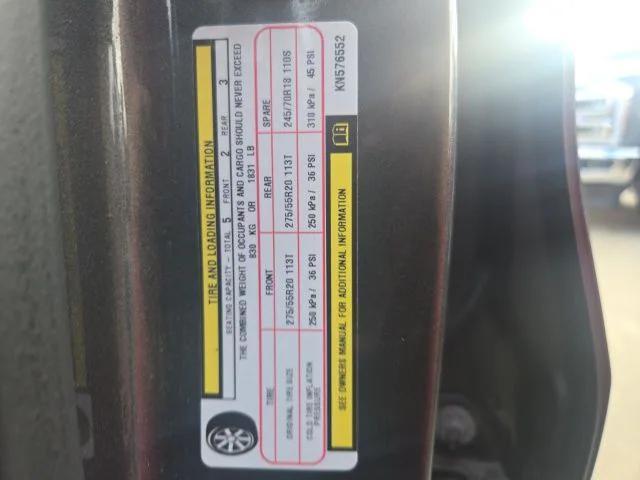 TIRE AND LOADING INFORMATION
SEATING CAPACITY - TOTAL 5 FRONT 2 REAR 3
THE COMBINED WEIGHT OF OCCUPANTS AND CARGO SHOULD NEVER EXCEED
830 KG OR 1831 LB
TIRE FRONT REAR SPARE
ORIGINAL TIRE SIZE 275/55R20 113T 275/55R20 113T 245/70R18 110S
COLD TIRE INFLATION PRESSURE 250 kPa / 36 PSI 250 kPa / 36 PSI 310 kPa / 45 PSI
SEE OWNERS MANUAL FOR ADDITIONAL INFORMATION
KN576552